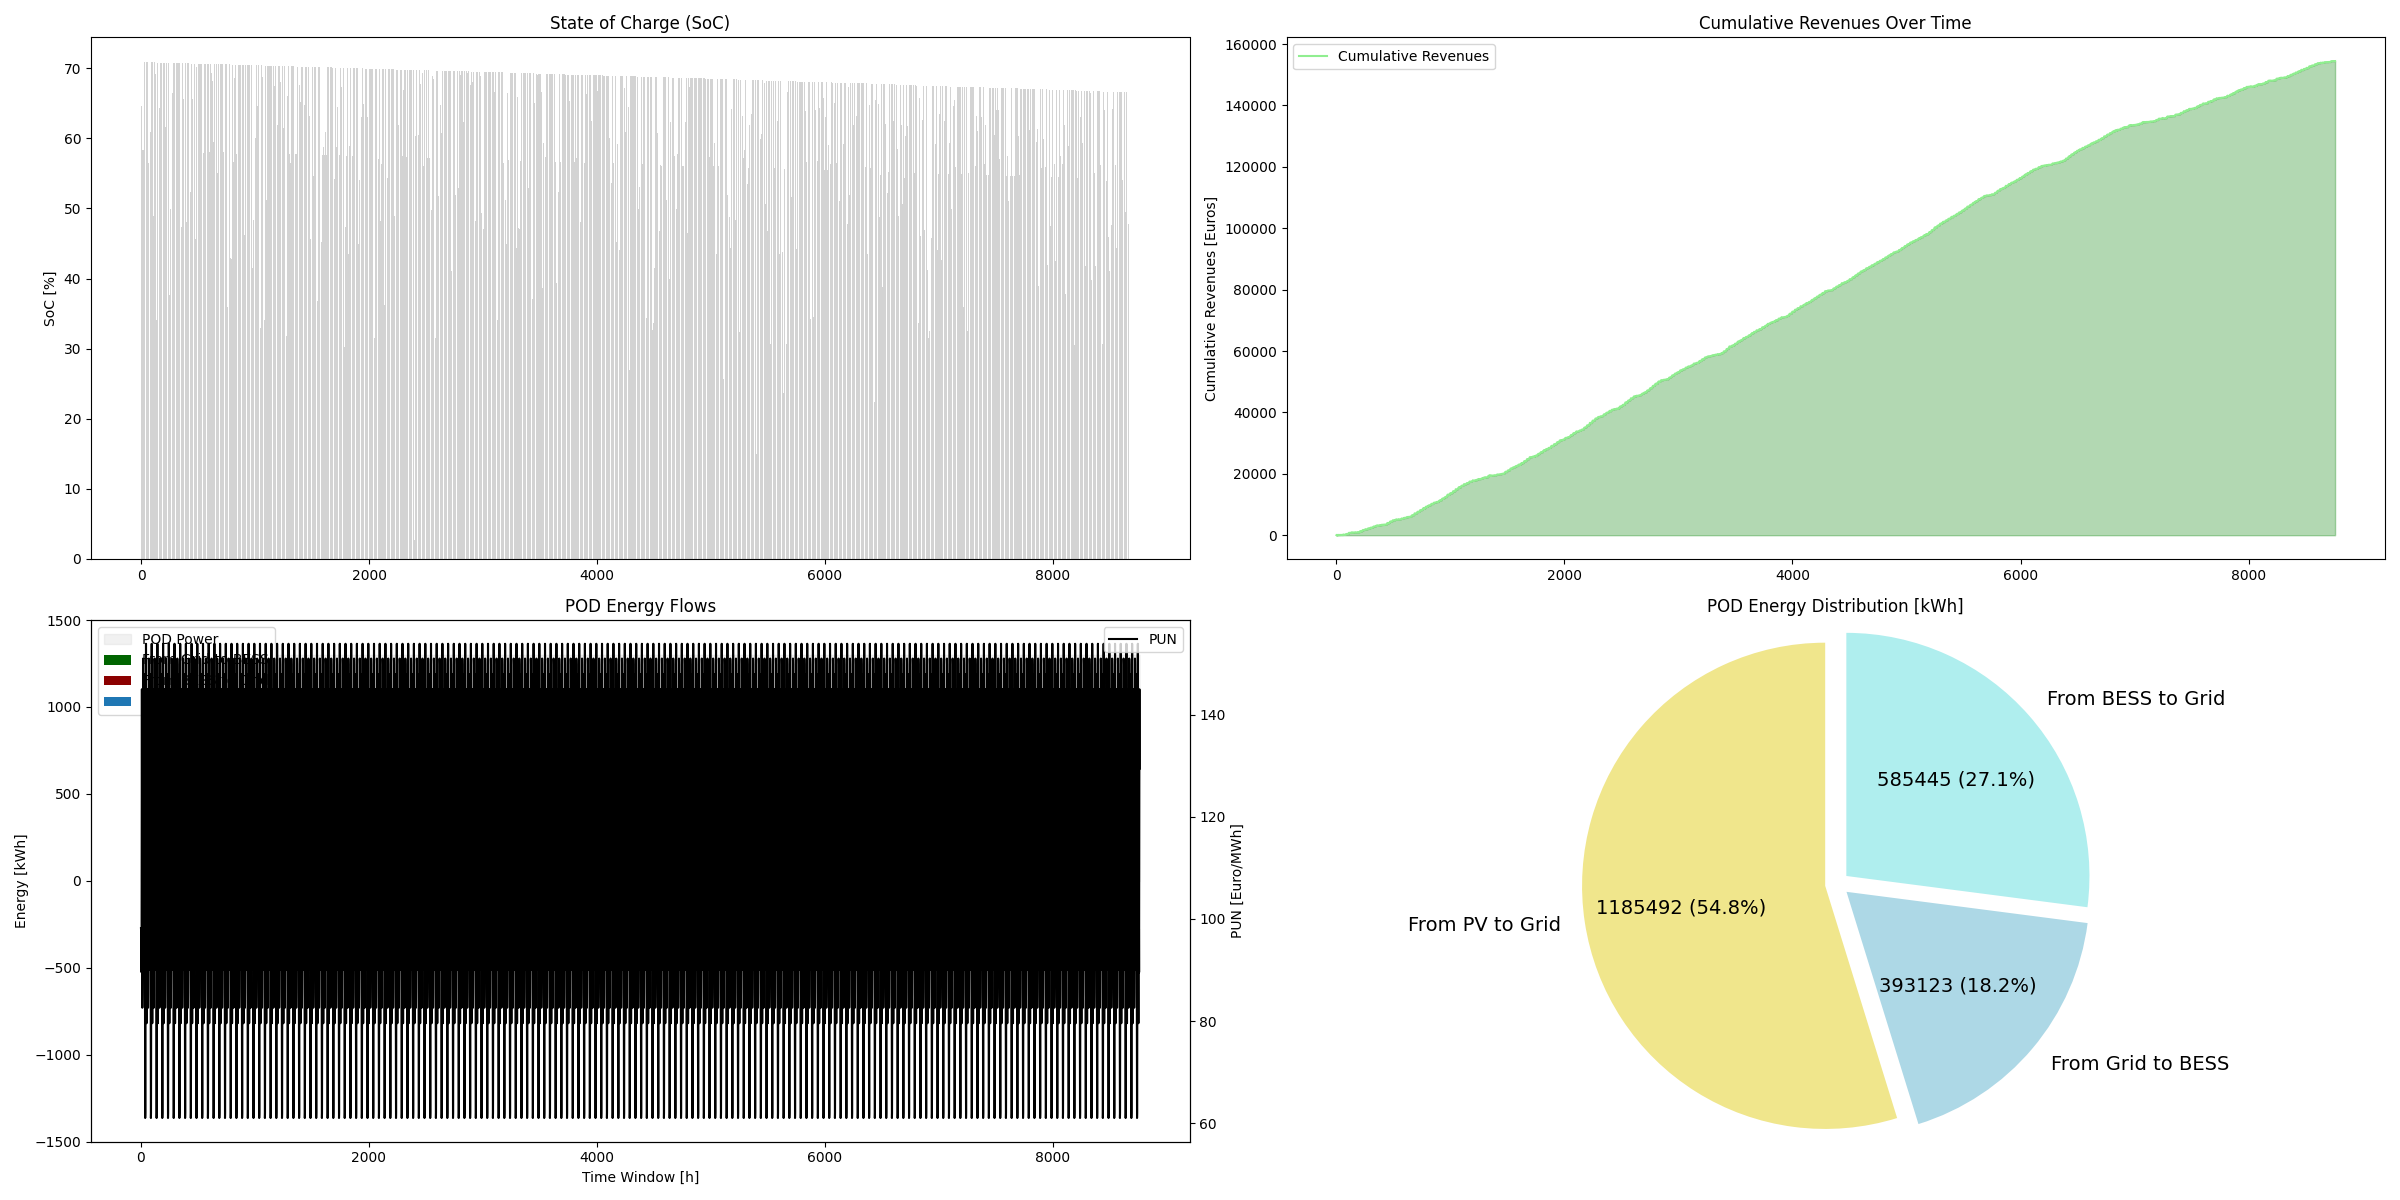 State of Charge (SoC)
SoC [%]
70
60
50
40
30
20
10
0
0 2000 4000 6000 8000
Cumulative Revenues Over Time
Cumulative Revenues
Cumulative Revenues [Euros]
160000
140000
120000
100000
80000
60000
40000
20000
0
0 2000 4000 6000 8000
POD Energy Flows
POD Power
From Grid to BESS
PUN
Energy [kWh]
1500
1000
500
0
−500
−1000
−1500
140
120
100
80
60
PUN [Euro/MWh]
0 2000 4000 6000 8000
Time Window [h]
POD Energy Distribution [kWh]
From BESS to Grid
585445 (27.1%)
1185492 (54.8%)
From PV to Grid
393123 (18.2%)
From Grid to BESS